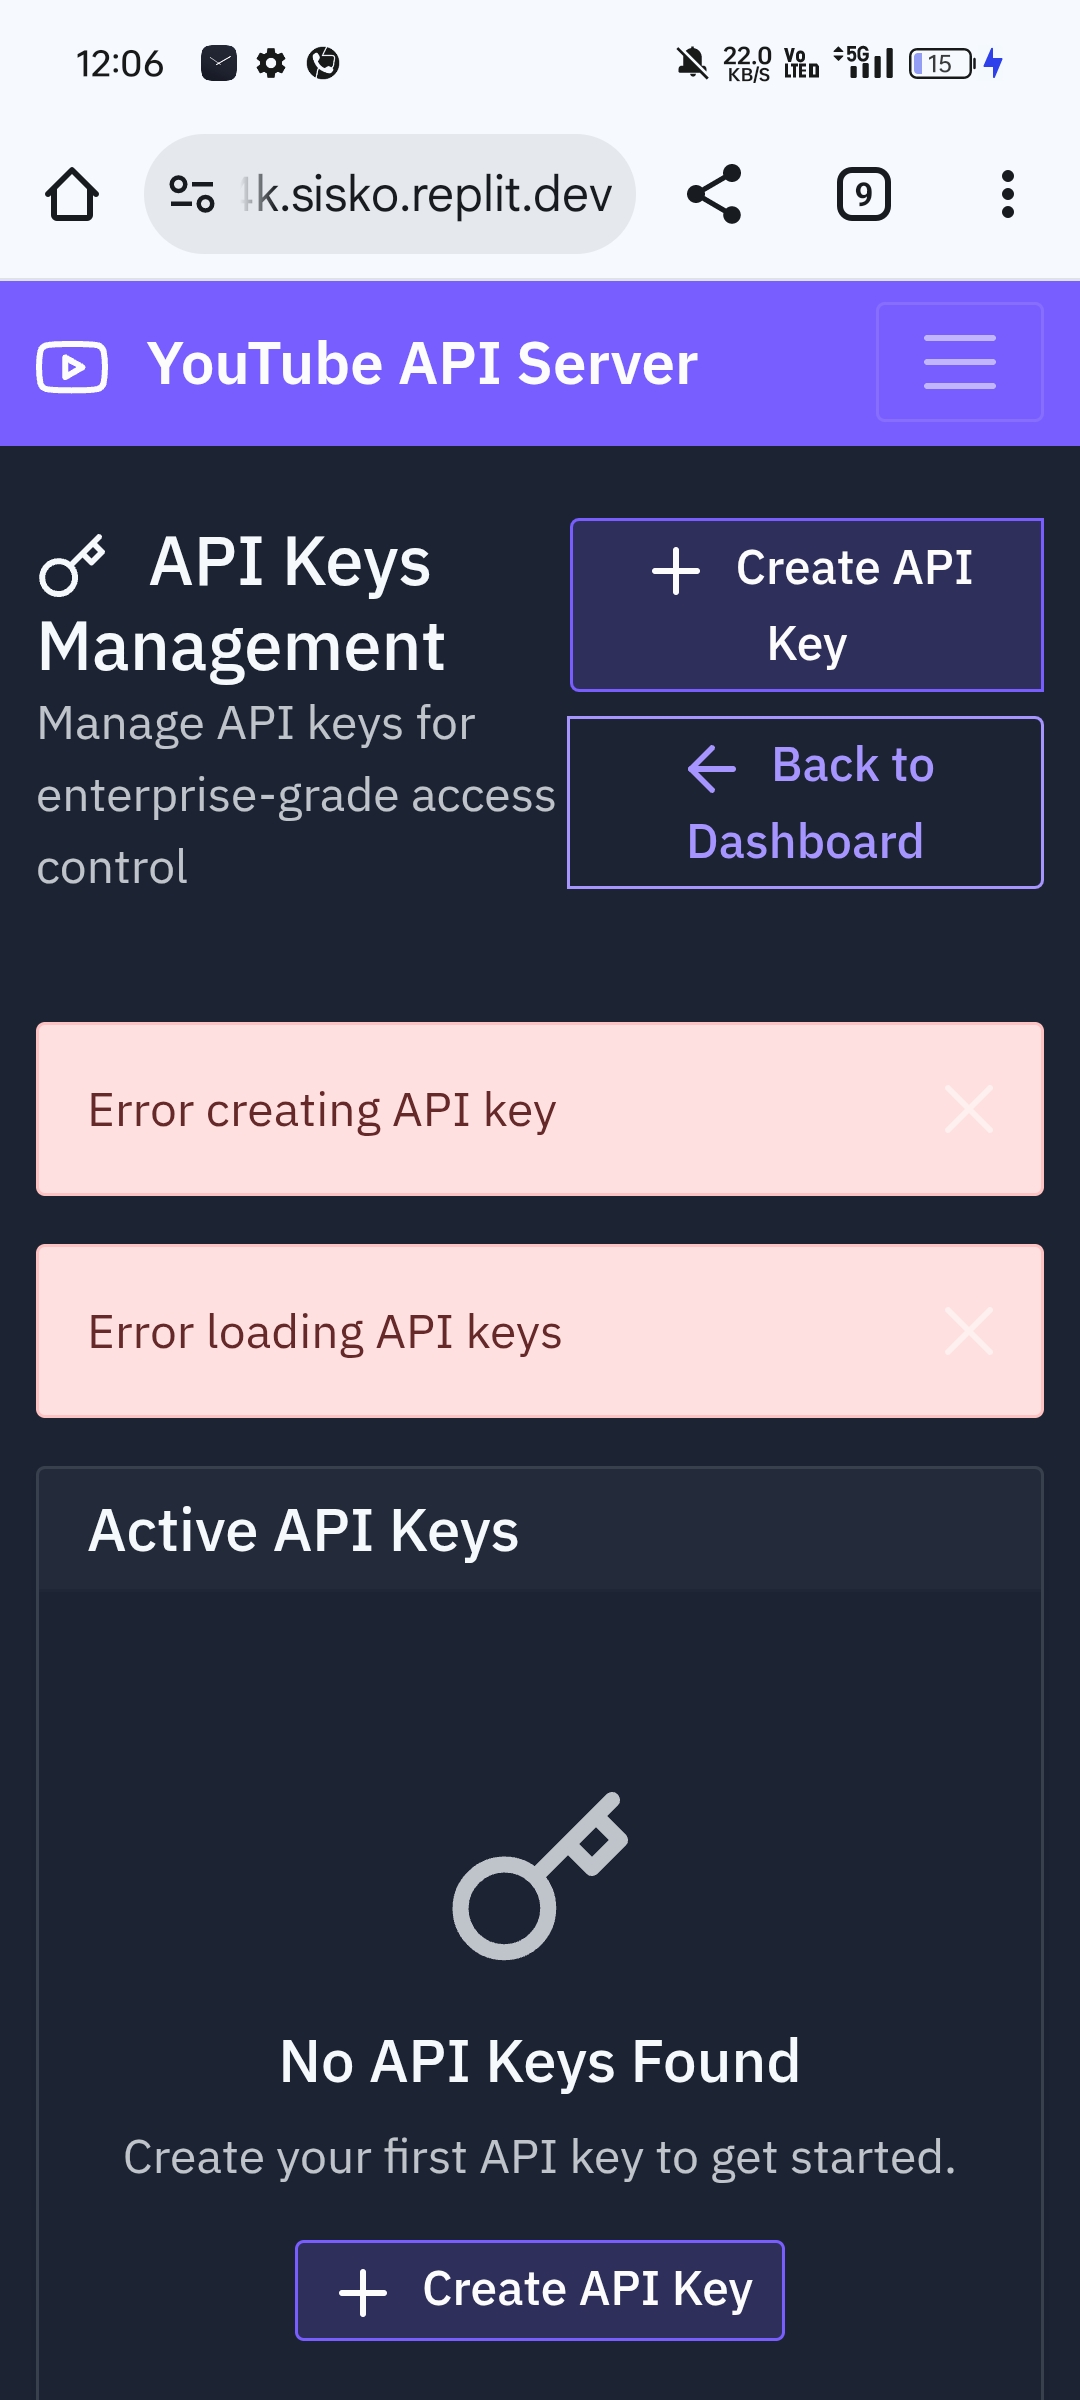 12:06
22.0
KB/S
Vo
LTE
5G
15
k.sisko.replit.dev
9
YouTube API Server
API Keys
Management
Manage API keys for
enterprise-grade access
control
Create API
Key
Back to
Dashboard
Error creating API key
Error loading API keys
Active API Keys
No API Keys Found
Create your first API key to get started.
Create API Key